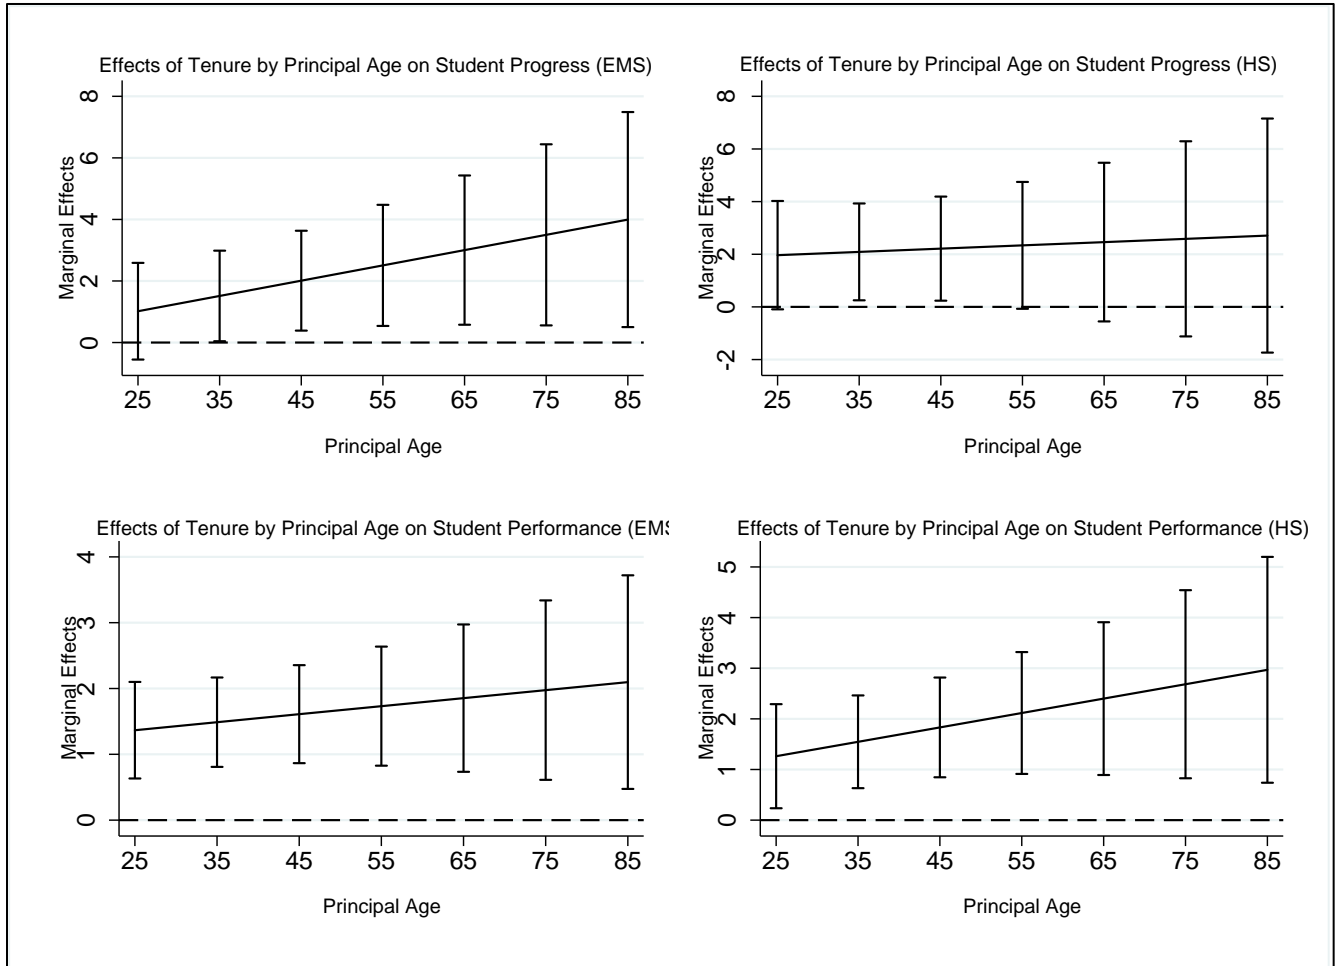 Effects of Tenure by Principal Age on Student Progress (EMS)
8
6
4
2
0
Marginal Effects
25 35 45 55 65 75 85
Principal Age
Effects of Tenure by Principal Age on Student Progress (HS)
8
6
4
2
0
-2
Marginal Effects
25 35 45 55 65 75 85
Principal Age
Effects of Tenure by Principal Age on Student Performance (EMS
4
3
2
1
0
Marginal Effects
25 35 45 55 65 75 85
Principal Age
Effects of Tenure by Principal Age on Student Performance (HS)
5
4
3
2
1
0
Marginal Effects
25 35 45 55 65 75 85
Principal Age